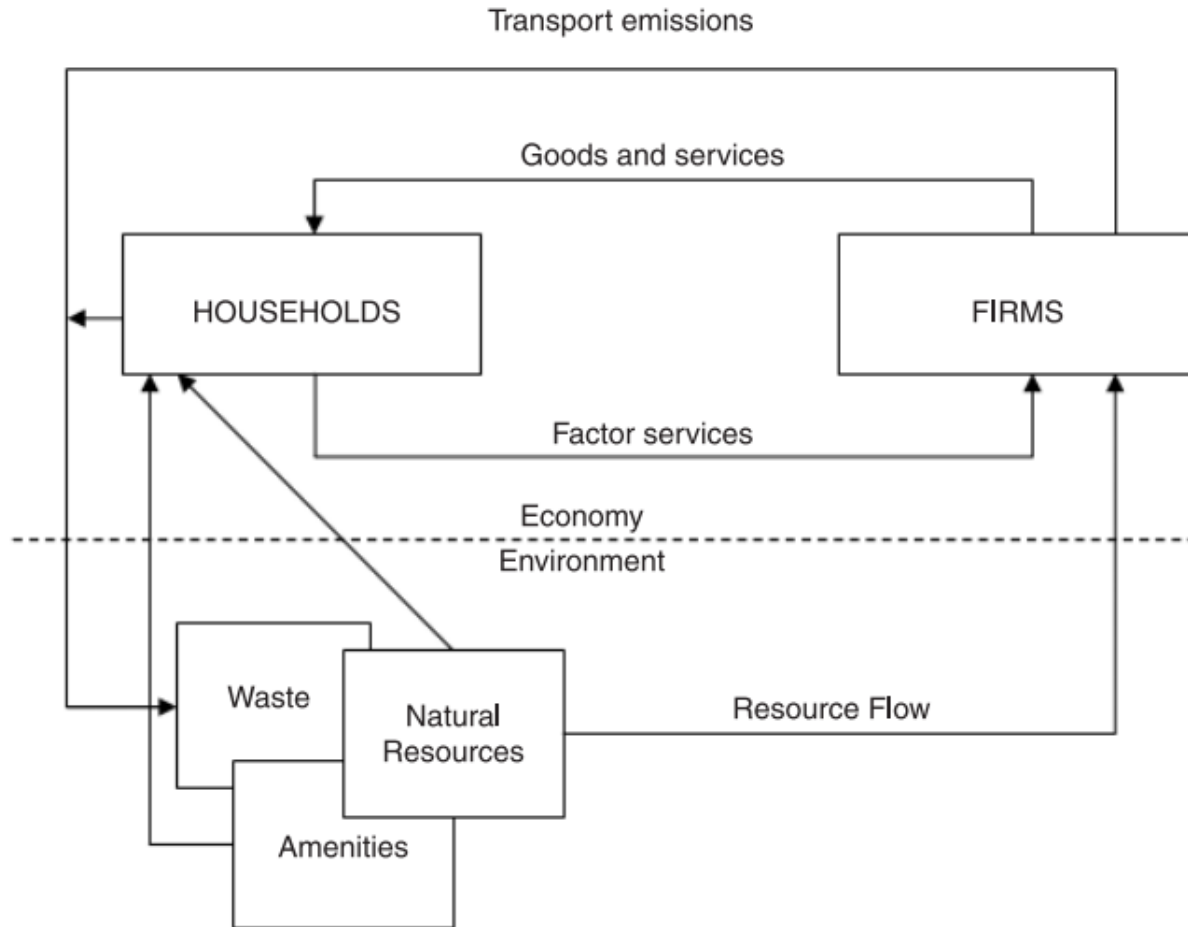 Transport emissions
Goods and services
HOUSEHOLDS
FIRMS
Factor services
Economy
Environment
Waste
Natural
Resources
Resource Flow
Amenities